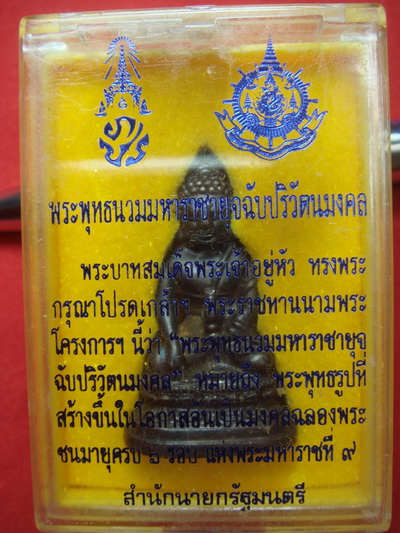 พระพุทธนวมมหาราชายุจฉับปริวัตนมงคล
พระบาทสมเด็จพระเจ้าอยู่หัว ทรงพระ
กรุณาโปรดเกล้าฯ พระราชทานนามพระ
โครงการฯ นี้ว่า "พระพุทธนวมมหาราชายุจ
ฉับปริวัตนมงคล" หมายถึง พระพุทธรูปที่
สร้างขึ้นในโอกาสอันเป็นมงคลฉลองพระ
ชนมายุครบ ๖ รอบ แห่งพระมหาราชที่ ๙
สำนักนายกรัฐมนตรี